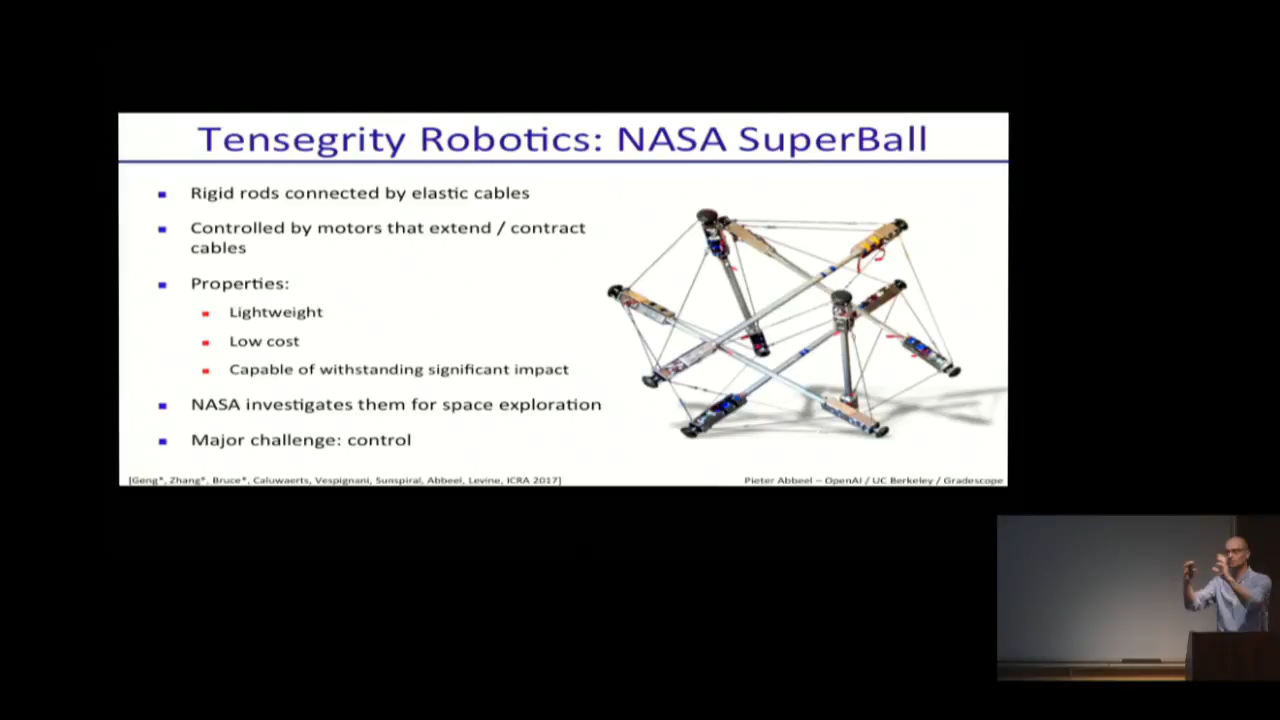 Tensegrity Robotics: NASA SuperBall
Rigid rods connected by elastic cables
Controlled by motors that extend / contract
cables
Properties:
Lightweight
Low cost
Capable of withstanding significant impact
NASA investigates them for space exploration
Major challenge: control
[Geng*, Zhang*, Bruce*, Caluwaerts, Vespignani, Sunspiral, Abbeel, Levine, ICRA 2017]
Pieter Abbeel – OpenAI / UC Berkeley / Gradescope